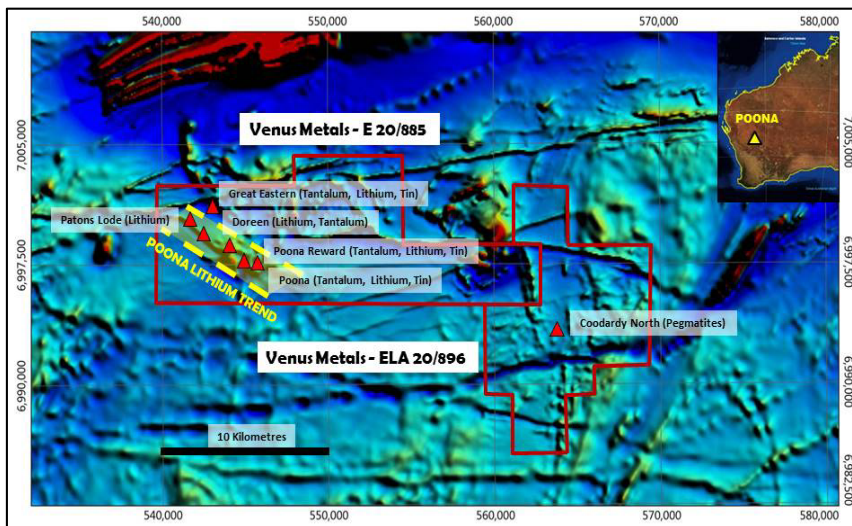 540,000
550,000
560,000
570,000
580,000
Venus Metals - E 20/885
POONA
7,005,000
7,005,000
Great Eastern (Tantalum, Lithium, Tin)
Patons Lode (Lithium)
Doreen (Lithium, Tantalum)
Poona Reward (Tantalum, Lithium, Tin)
6,997,500
6,997,500
POONA LITHIUM TREND
Poona (Tantalum, Lithium, Tin)
Coodardy North (Pegmatites)
Venus Metals - ELA 20/896
6,990,000
6,990,000
10 Kilometres
6,982,500
540,000
550,000
560,000
570,000
580,000